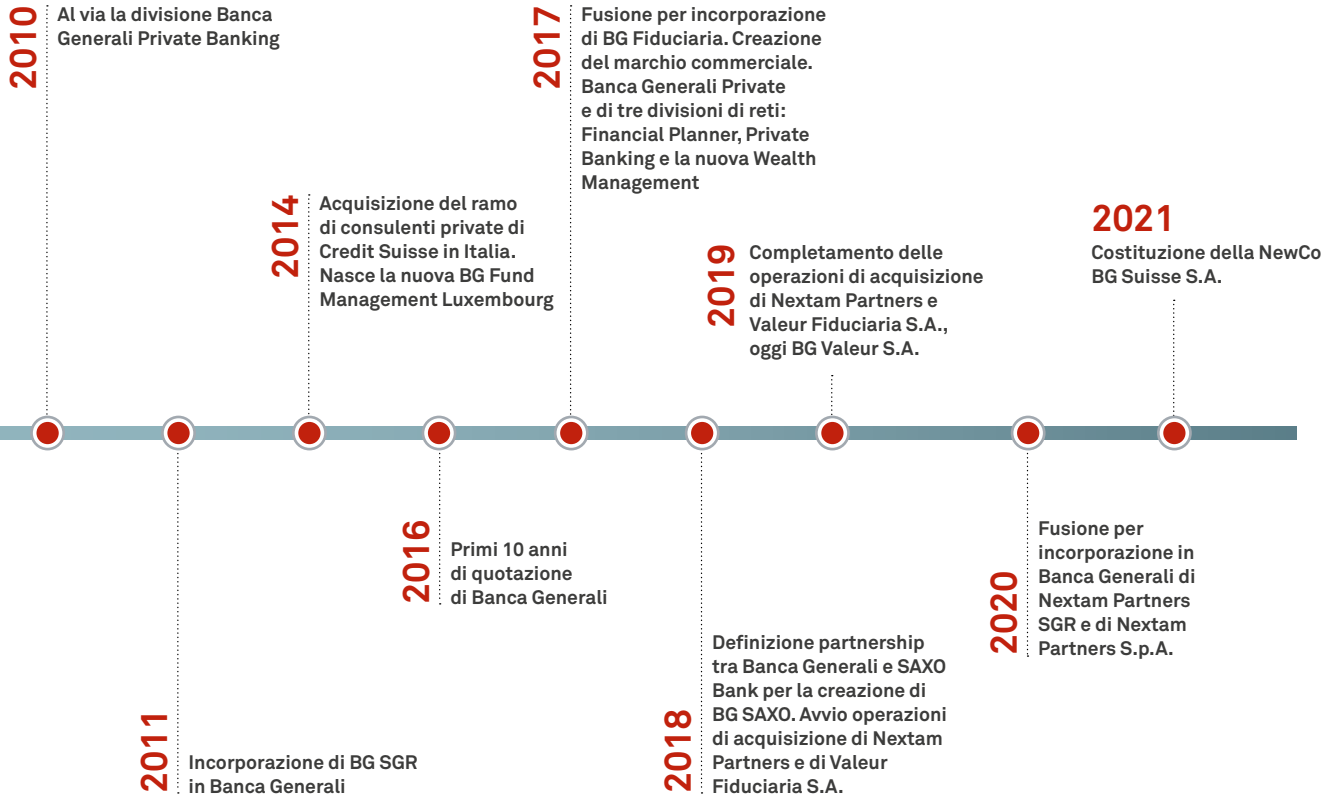 2010
Al via la divisione Banca
Generali Private Banking
2011
Incorporazione di BG SGR
in Banca Generali
2014
Acquisizione del ramo
di consulenti private di
Credit Suisse in Italia.
Nasce la nuova BG Fund
Management Luxembourg
2016
Primi 10 anni
di quotazione
di Banca Generali
2017
Fusione per incorporazione
di BG Fiduciaria. Creazione
del marchio commerciale.
Banca Generali Private
e di tre divisioni di reti:
Financial Planner, Private
Banking e la nuova Wealth
Management
2018
Definizione partnership
tra Banca Generali e SAXO
Bank per la creazione di
BG SAXO. Avvio operazioni
di acquisizione di Nextam
Partners e di Valeur
Fiduciaria S.A.
2019
Completamento delle
operazioni di acquisizione
di Nextam Partners e
Valeur Fiduciaria S.A.,
oggi BG Valeur S.A.
2020
Fusione per
incorporazione in
Banca Generali di
Nextam Partners
SGR e di Nextam
Partners S.p.A.
2021
Costituzione della NewCo
BG Suisse S.A.